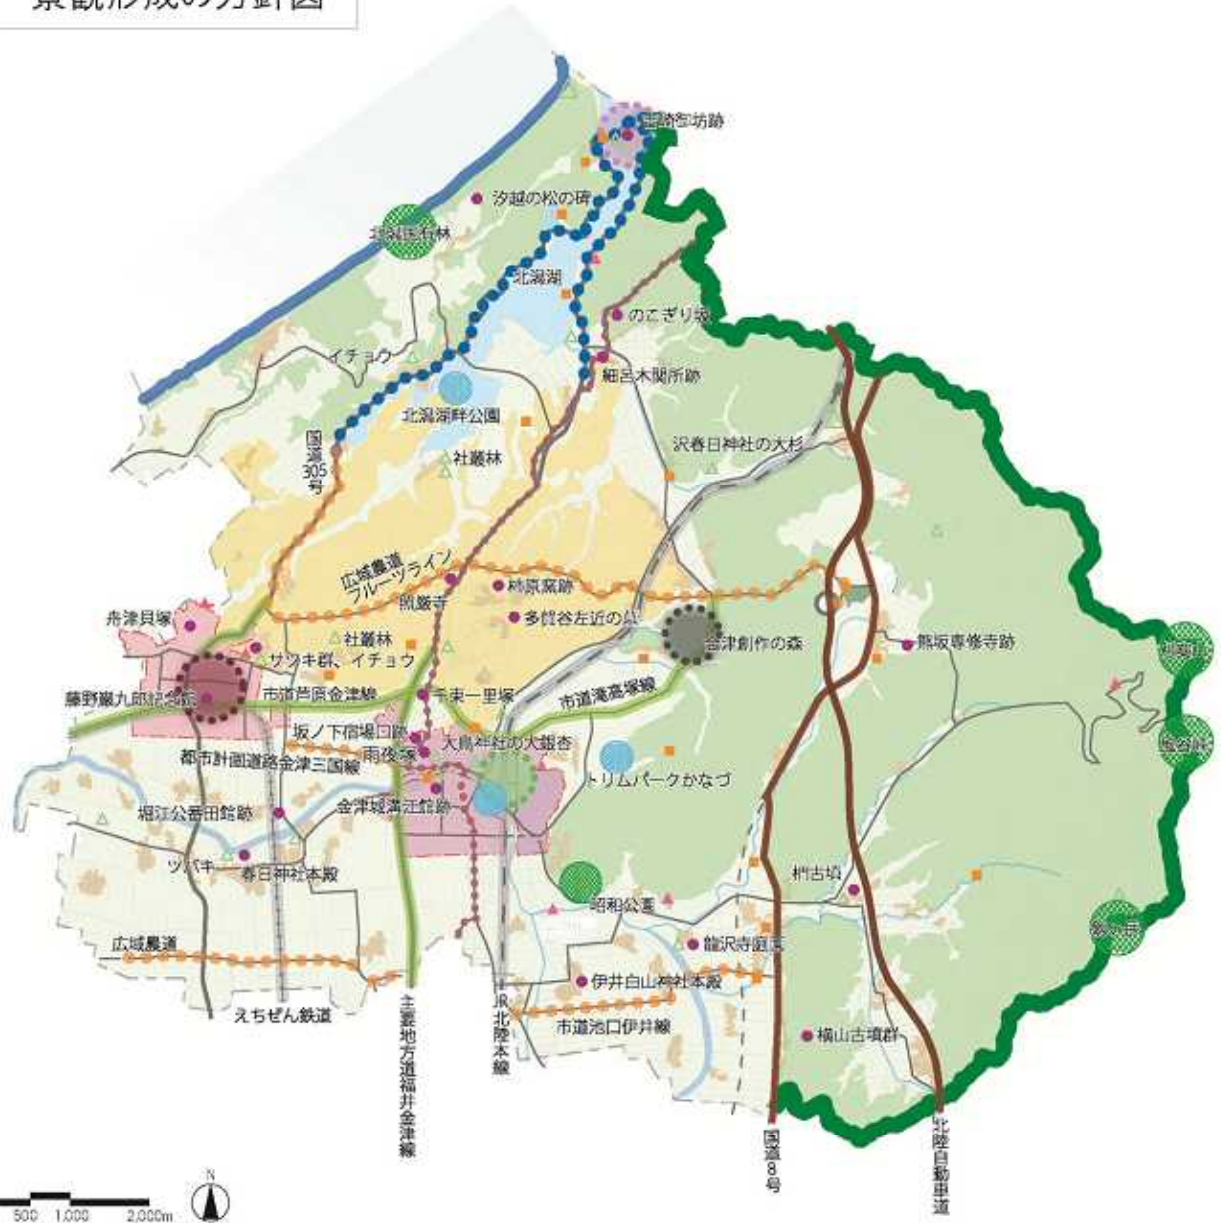 景観形成の方針図
吉崎御坊跡
汐越の松の碑
北潟国有林
北潟湖
のこぎり坂
イチョウ
細呂木関所跡
北潟湖畔公園
沢春日神社の大杉
国道305号
社叢林
広域農道
フルーツライン
柿原窯跡
照厳寺
多賀谷左近の墓
舟津貝塚
社叢林
金津創作の森
熊坂専修寺跡
サツキ群、イチョウ
藤野厳九郎記念館
市道芦原金津線
千束一里塚
市道滝高塚線
坂ノ下宿場口跡
大鳥神社の大銀杏
都市計画道路金津三国線
雨夜塚
トリムパークかなづ
堀江公番田館跡
金津城溝江館跡
ツバキ
春日神社本殿
椚古墳
昭和公園
広域農道
龍沢寺庭園
伊井白山神社本殿
えちぜん鉄道
主要地方道福井金津線
JR北陸本線
市道池口伊井線
横山古墳群
国道8号
北陸自動車道
N
500 1,000 2,000m